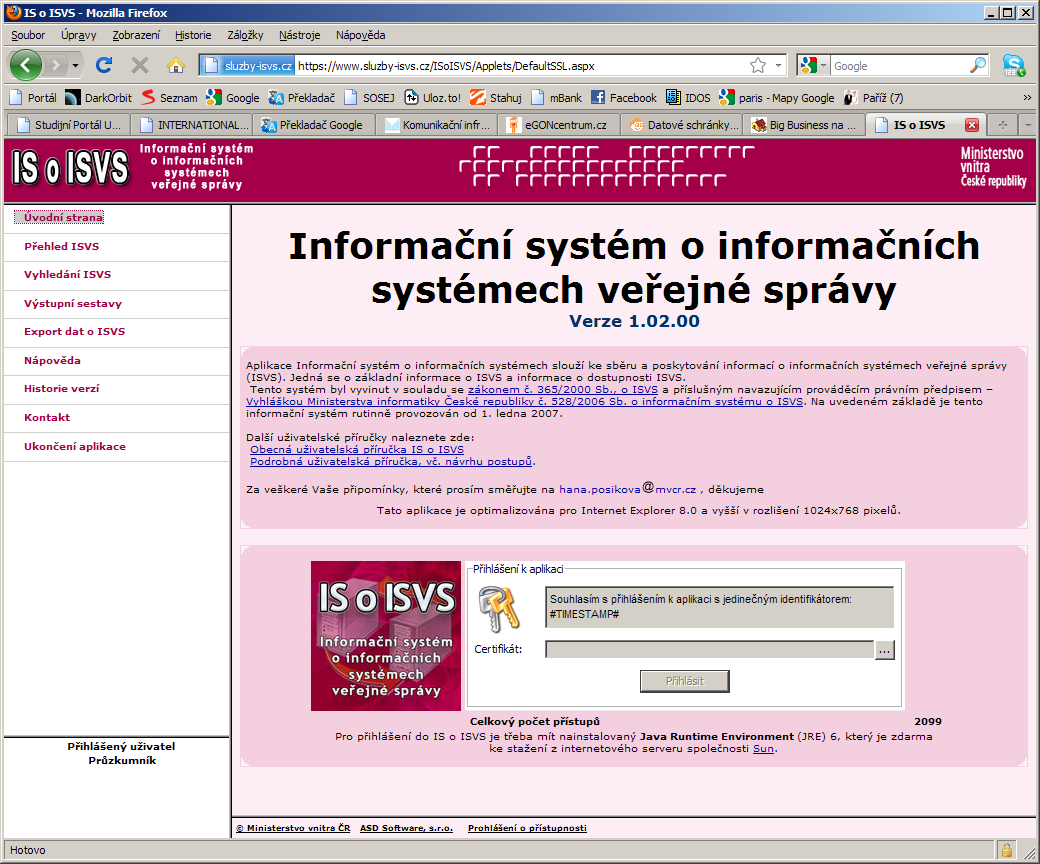 IS o ISVS - Mozilla Firefox
Soubor Úpravy Zobrazení Historie Záložky Nástroje Nápověda
sluzby-isvs.cz https://www.sluzby-isvs.cz/ISoISVS/Applets/DefaultSSL.aspx Google
Portál DarkOrbit Seznam Google Překladač SOSEJ Uloz.to! Stahuj mBank Facebook IDOS paris - Mapy Google Paříž (7) »
Studijní Portál U... INTERNATIONAL... Překladač Google Komunikační infr... eGONcentrum.cz Datové schránky... Big Business na ... IS o ISVS
IS o ISVS
Informační systém
o informačních
systémech
veřejné správy
Ministerstvo
vnitra
České republiky
Úvodní strana
Přehled ISVS
Vyhledání ISVS
Výstupní sestavy
Export dat o ISVS
Nápověda
Historie verzí
Kontakt
Ukončení aplikace
Přihlášený uživatel
Průzkumník
Informační systém o informačních
systémech veřejné správy
Verze 1.02.00
Aplikace Informační systém o informačních systémech slouží ke sběru a poskytování informací o informačních systémech veřejné správy
(ISVS). Jedná se o základní informace o ISVS a informace o dostupnosti ISVS.
Tento systém byl vyvinut v souladu se zákonem č. 365/2000 Sb., o ISVS a příslušným navazujícím prováděcím právním předpisem –
Vyhláškou Ministerstva informatiky České republiky č. 528/2006 Sb. o informačním systému o ISVS. Na uvedeném základě je tento
informační systém rutinně provozován od 1. ledna 2007.
Další uživatelské příručky naleznete zde:
Obecná uživatelská příručka IS o ISVS
Podrobná uživatelská příručka, vč. návrhu postupů.
Za veškeré Vaše připomínky, které prosím směřujte na hana.posikova@mvcr.cz , děkujeme
Tato aplikace je optimalizována pro Internet Explorer 8.0 a vyšší v rozlišení 1024x768 pixelů.
IS o ISVS
Informační systém
o informačních
systémech
veřejné správy
Přihlášení k aplikaci
Souhlasím s přihlášením k aplikaci s jedinečným identifikátorem:
#TIMESTAMP#
Certifikát: ...
Přihlásit
Celkový počet přístupů 2099
Pro přihlášení do IS o ISVS je třeba mít nainstalovaný Java Runtime Environment (JRE) 6, který je zdarma
ke stažení z internetového serveru společnosti Sun.
© Ministerstvo vnitra ČR ASD Software, s.r.o. Prohlášení o přístupnosti
Hotovo